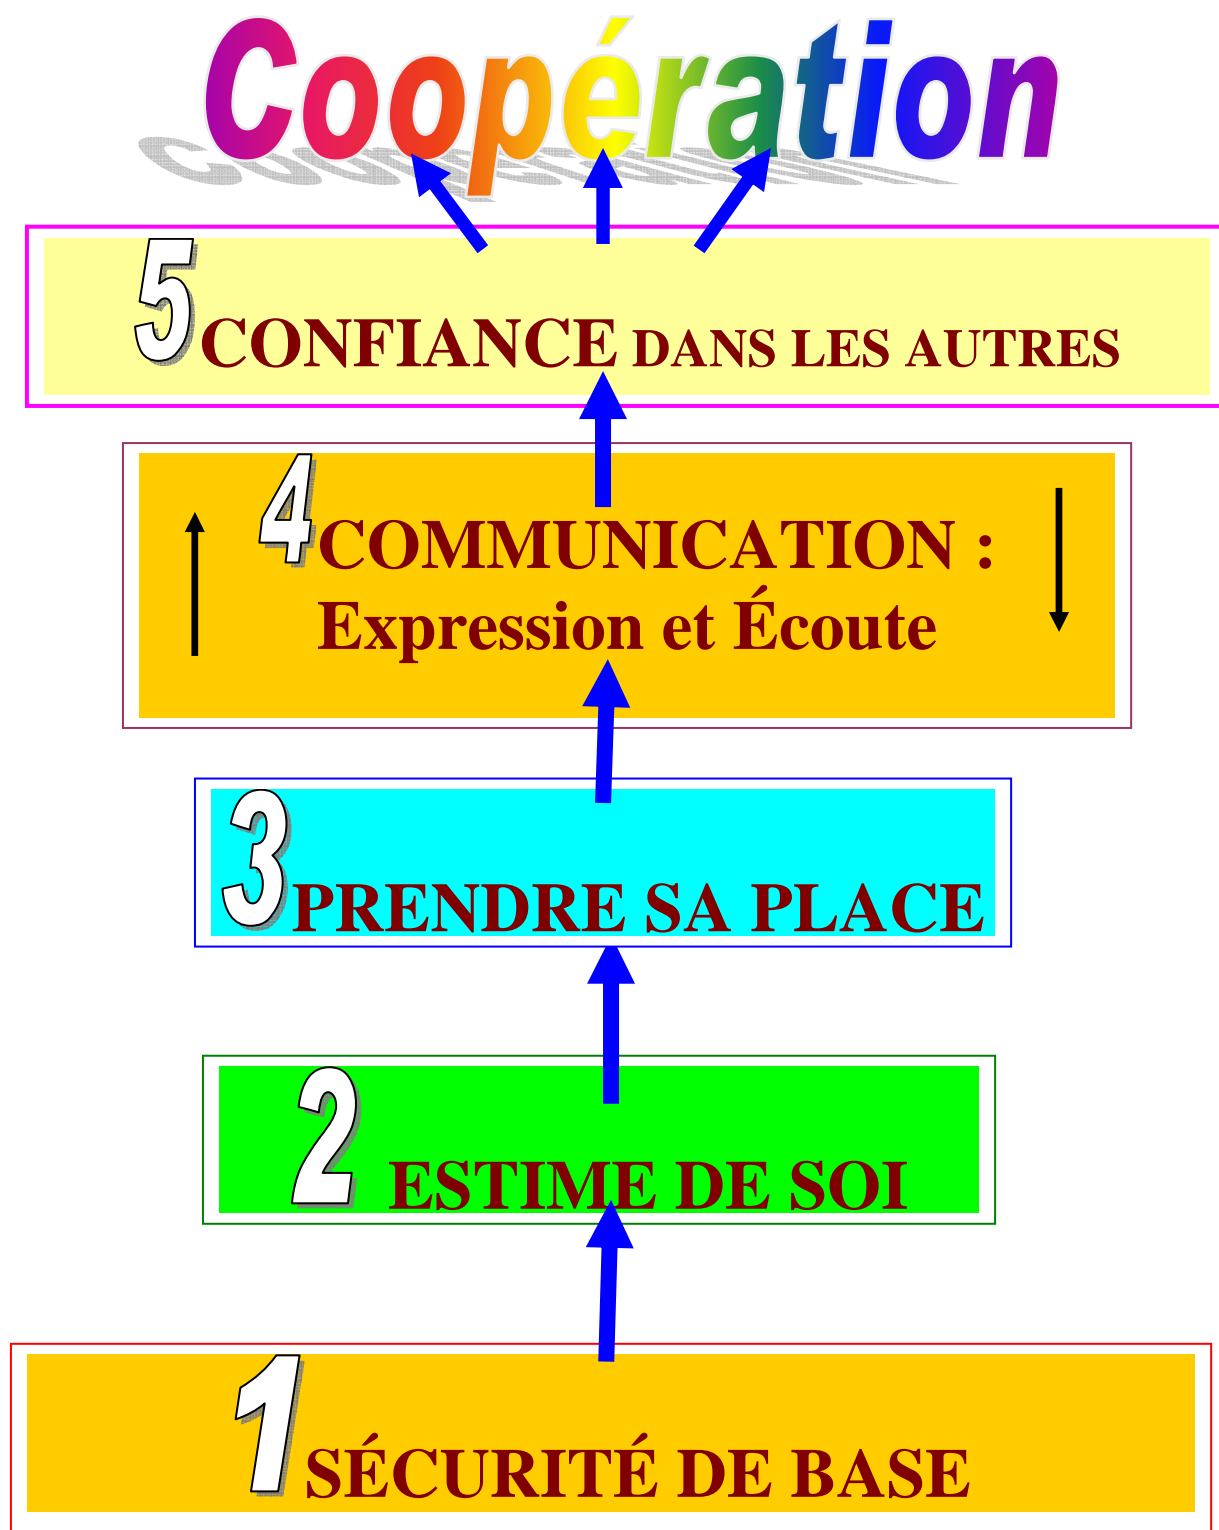 Coopération
5 CONFIANCE DANS LES AUTRES
4 COMMUNICATION :
Expression et Écoute
3 PRENDRE SA PLACE
2 ESTIME DE SOI
1 SÉCURITÉ DE BASE